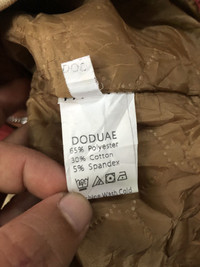 DODUAE
65% Polyester
30% Cotton
5% Spandex
Wash Cold